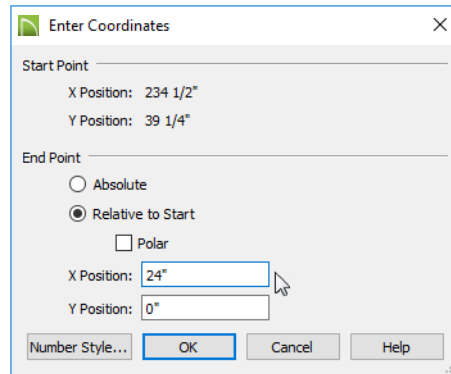 Enter Coordinates
Start Point
X Position: 234 1/2"
Y Position: 39 1/4"
End Point
Absolute
Relative to Start
Polar
X Position: 24"
Y Position: 0"
Number Style... OK Cancel Help